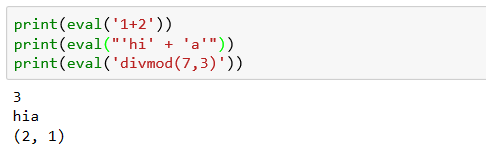 print(eval('1+2'))
print(eval("'hi' + 'a'"))
print(eval('divmod(7,3)'))
3
hia
(2, 1)